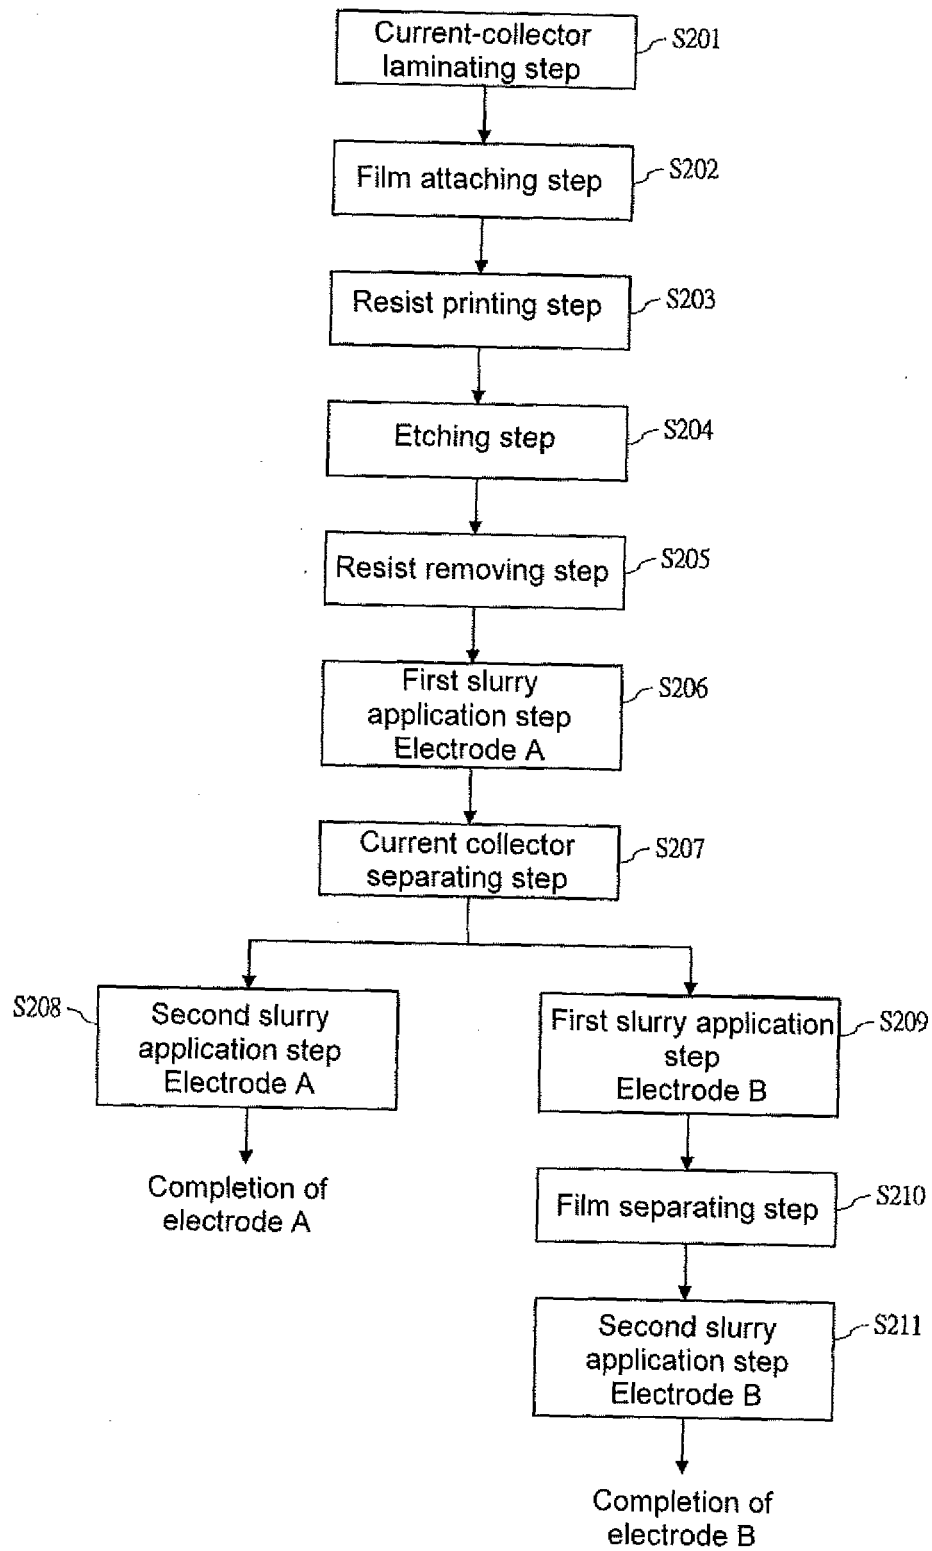 Current-collector
laminating step
S201
Film attaching step
S202
Resist printing step
S203
Etching step
S204
Resist removing step
S205
First slurry
application step
Electrode A
S206
Current collector
separating step
S207
S208
Second slurry
application step
Electrode A
Completion of
electrode A
First slurry application
step
Electrode B
S209
Film separating step
S210
Second slurry
application step
Electrode B
S211
Completion of
electrode B